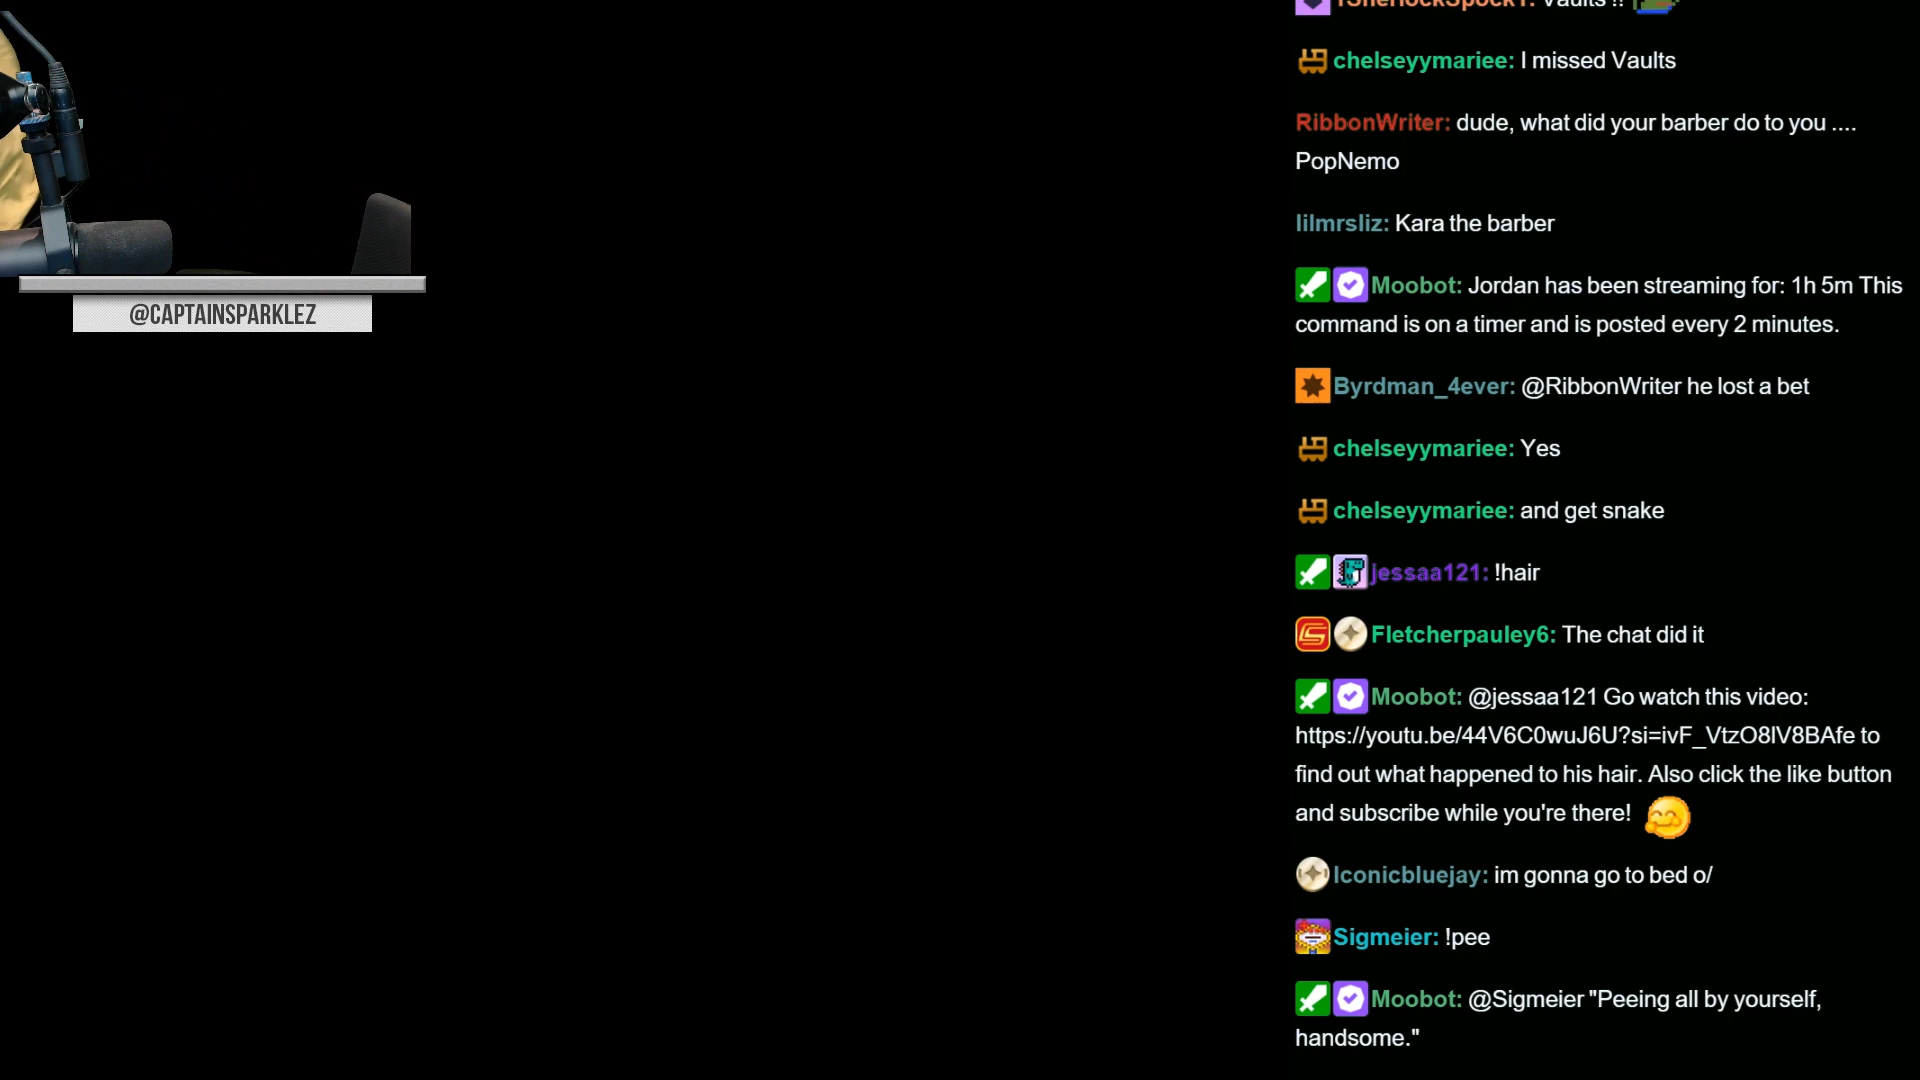 1SherlockSpock1: Vaults !!
chelseyymariee: I missed Vaults
RibbonWriter: dude, what did your barber do to you ....
PopNemo
lilmrsliz: Kara the barber
Moobot: Jordan has been streaming for: 1h 5m This
command is on a timer and is posted every 2 minutes.
Byrdman_4ever: @RibbonWriter he lost a bet
chelseyymariee: Yes
chelseyymariee: and get snake
jessaa121: !hair
Fletcherpauley6: The chat did it
Moobot: @jessaa121 Go watch this video:
https://youtu.be/44V6C0wuJ6U?si=ivF_VtzO8lV8BAfe to
find out what happened to his hair. Also click the like button
and subscribe while you're there!
Iconicbluejay: im gonna go to bed o/
Sigmeier: !pee
Moobot: @Sigmeier "Peeing all by yourself,
handsome."
@CAPTAINSPARKLEZ